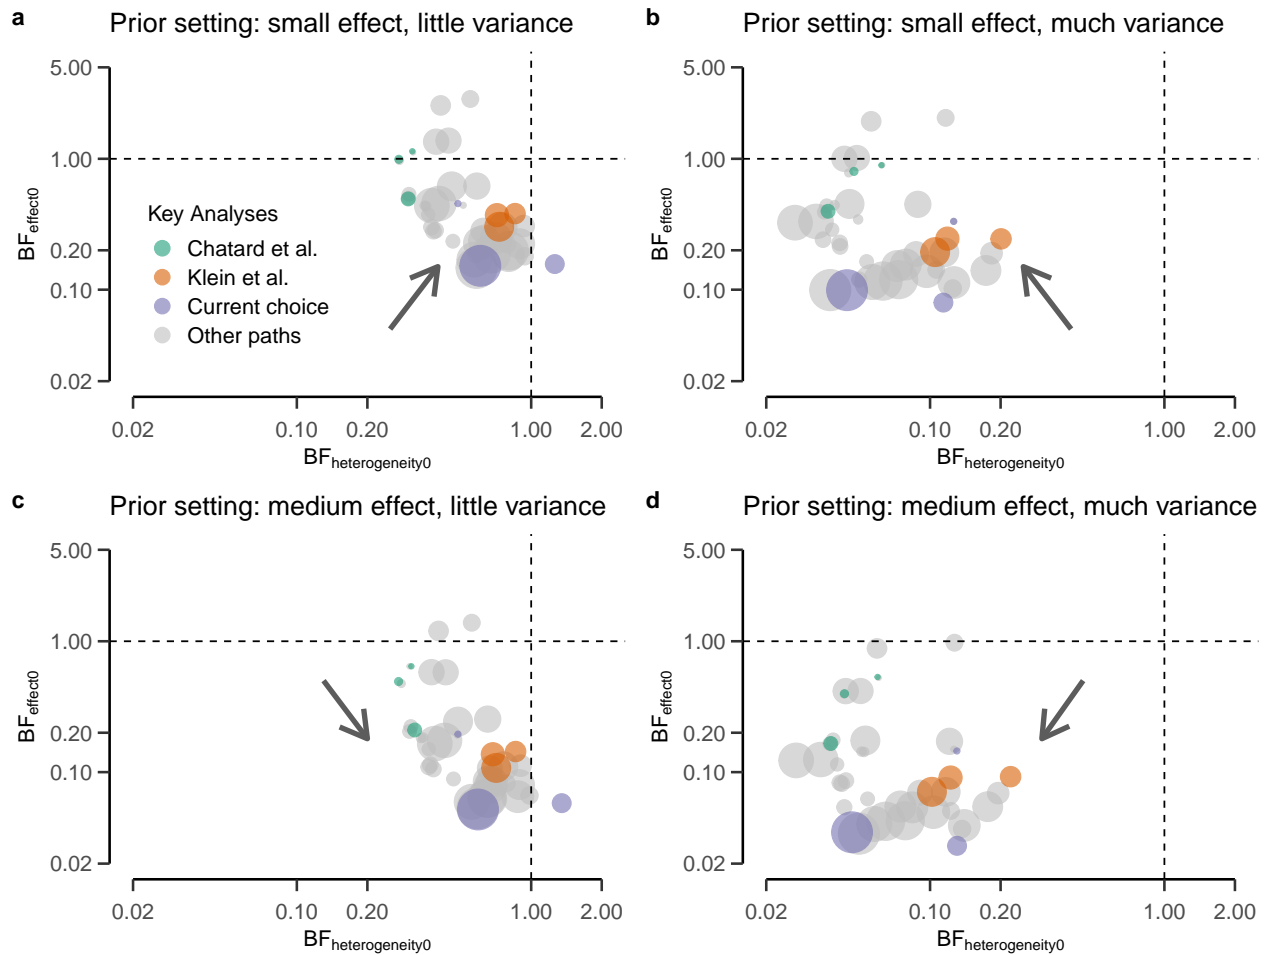 a
Prior setting: small effect, little variance
5.00
1.00
0.20
0.10
0.02
BFeffect0
Key Analyses
Chatard et al.
Klein et al.
Current choice
Other paths
0.02 0.10 0.20 1.00 2.00
BFheterogeneity0
b
Prior setting: small effect, much variance
5.00
1.00
0.20
0.10
0.02
BFeffect0
0.02 0.10 0.20 1.00 2.00
BFheterogeneity0
c
Prior setting: medium effect, little variance
5.00
1.00
0.20
0.10
0.02
BFeffect0
0.02 0.10 0.20 1.00 2.00
BFheterogeneity0
d
Prior setting: medium effect, much variance
5.00
1.00
0.20
0.10
0.02
BFeffect0
0.02 0.10 0.20 1.00 2.00
BFheterogeneity0